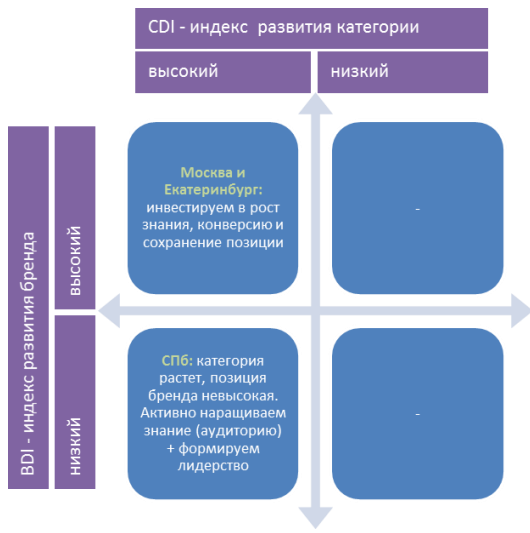 CDI - индекс развития категории
высокий
низкий
BDI - индекс развития бренда
высокий
Москва и
Екатеринбург:
инвестируем в рост
знания, конверсию и
сохранение позиции
-
низкий
СПб: категория
растет, позиция
бренда невысокая.
Активно наращиваем
знание (аудиторию)
+ формируем
лидерство
-